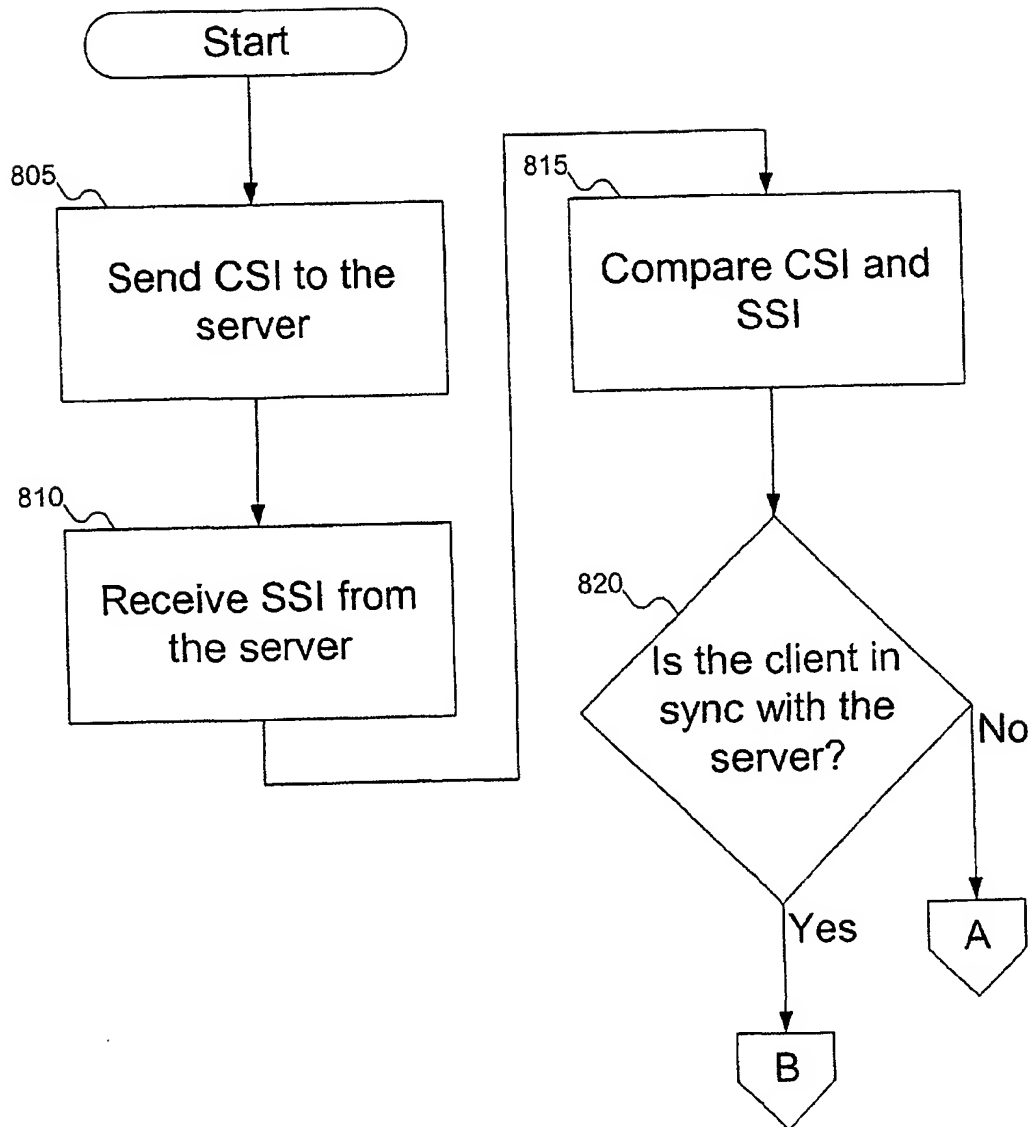 Start
805
Send CSI to the
server
810
Receive SSI from
the server
815
Compare CSI and
SSI
820
Is the client in
sync with the
server?
No
A
Yes
B